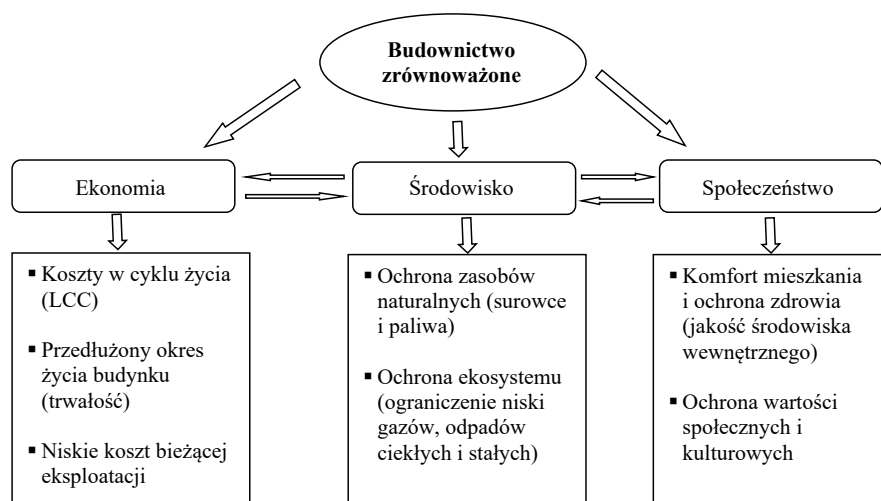 Budownictwo
zrównoważone
Ekonomia
Środowisko
Społeczeństwo
▪ Koszty w cyklu życia
(LCC)
▪ Przedłużony okres
życia budynku
(trwałość)
▪ Niskie koszt bieżącej
eksploatacji
▪ Ochrona zasobów
naturalnych (surowce
i paliwa)
▪ Ochrona ekosystemu
(ograniczenie niski
gazów, odpadów
ciekłych i stałych)
▪ Komfort mieszkania
i ochrona zdrowia
(jakość środowiska
wewnętrznego)
▪ Ochrona wartości
społecznych i
kulturowych